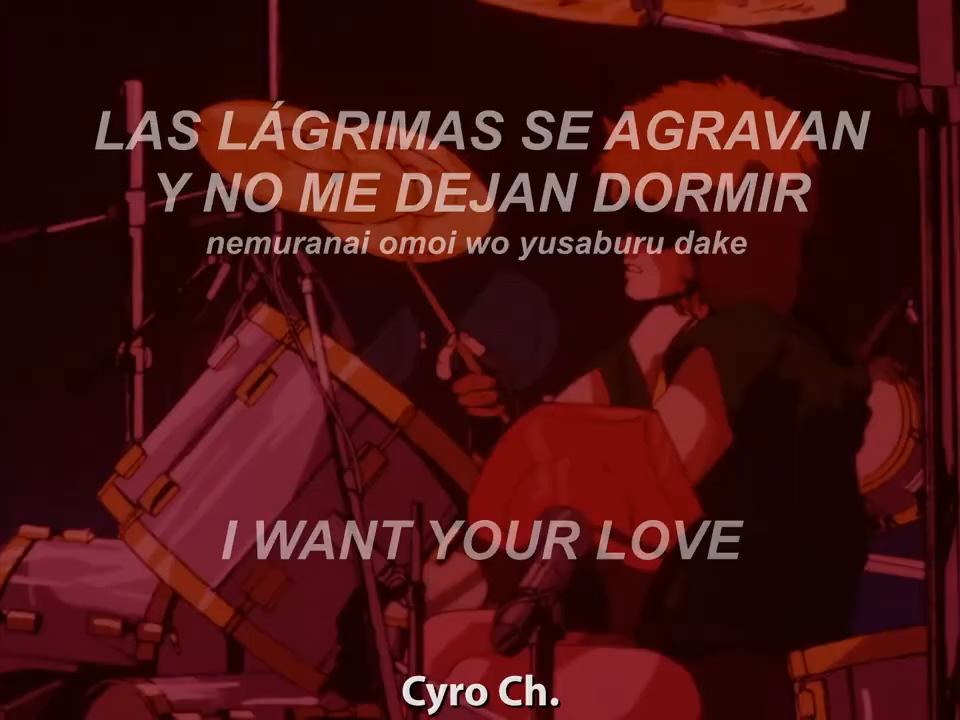 LAS LÁGRIMAS SE AGRAVAN
Y NO ME DEJAN DORMIR
nemuranai omoi wo yusaburu dake
I WANT YOUR LOVE
Cyro Ch.